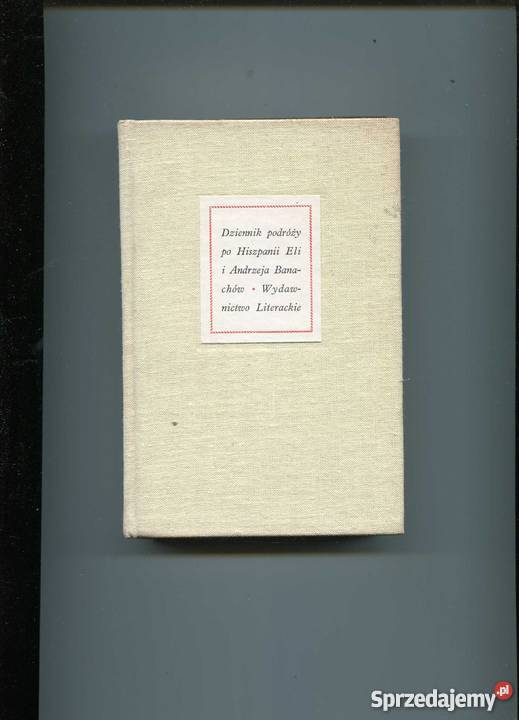 Dziennik podróży
po Hiszpanii Eli
i Andrzeja Bana-
chów • Wydaw-
nictwo Literackie
Sprzedajemy.pl